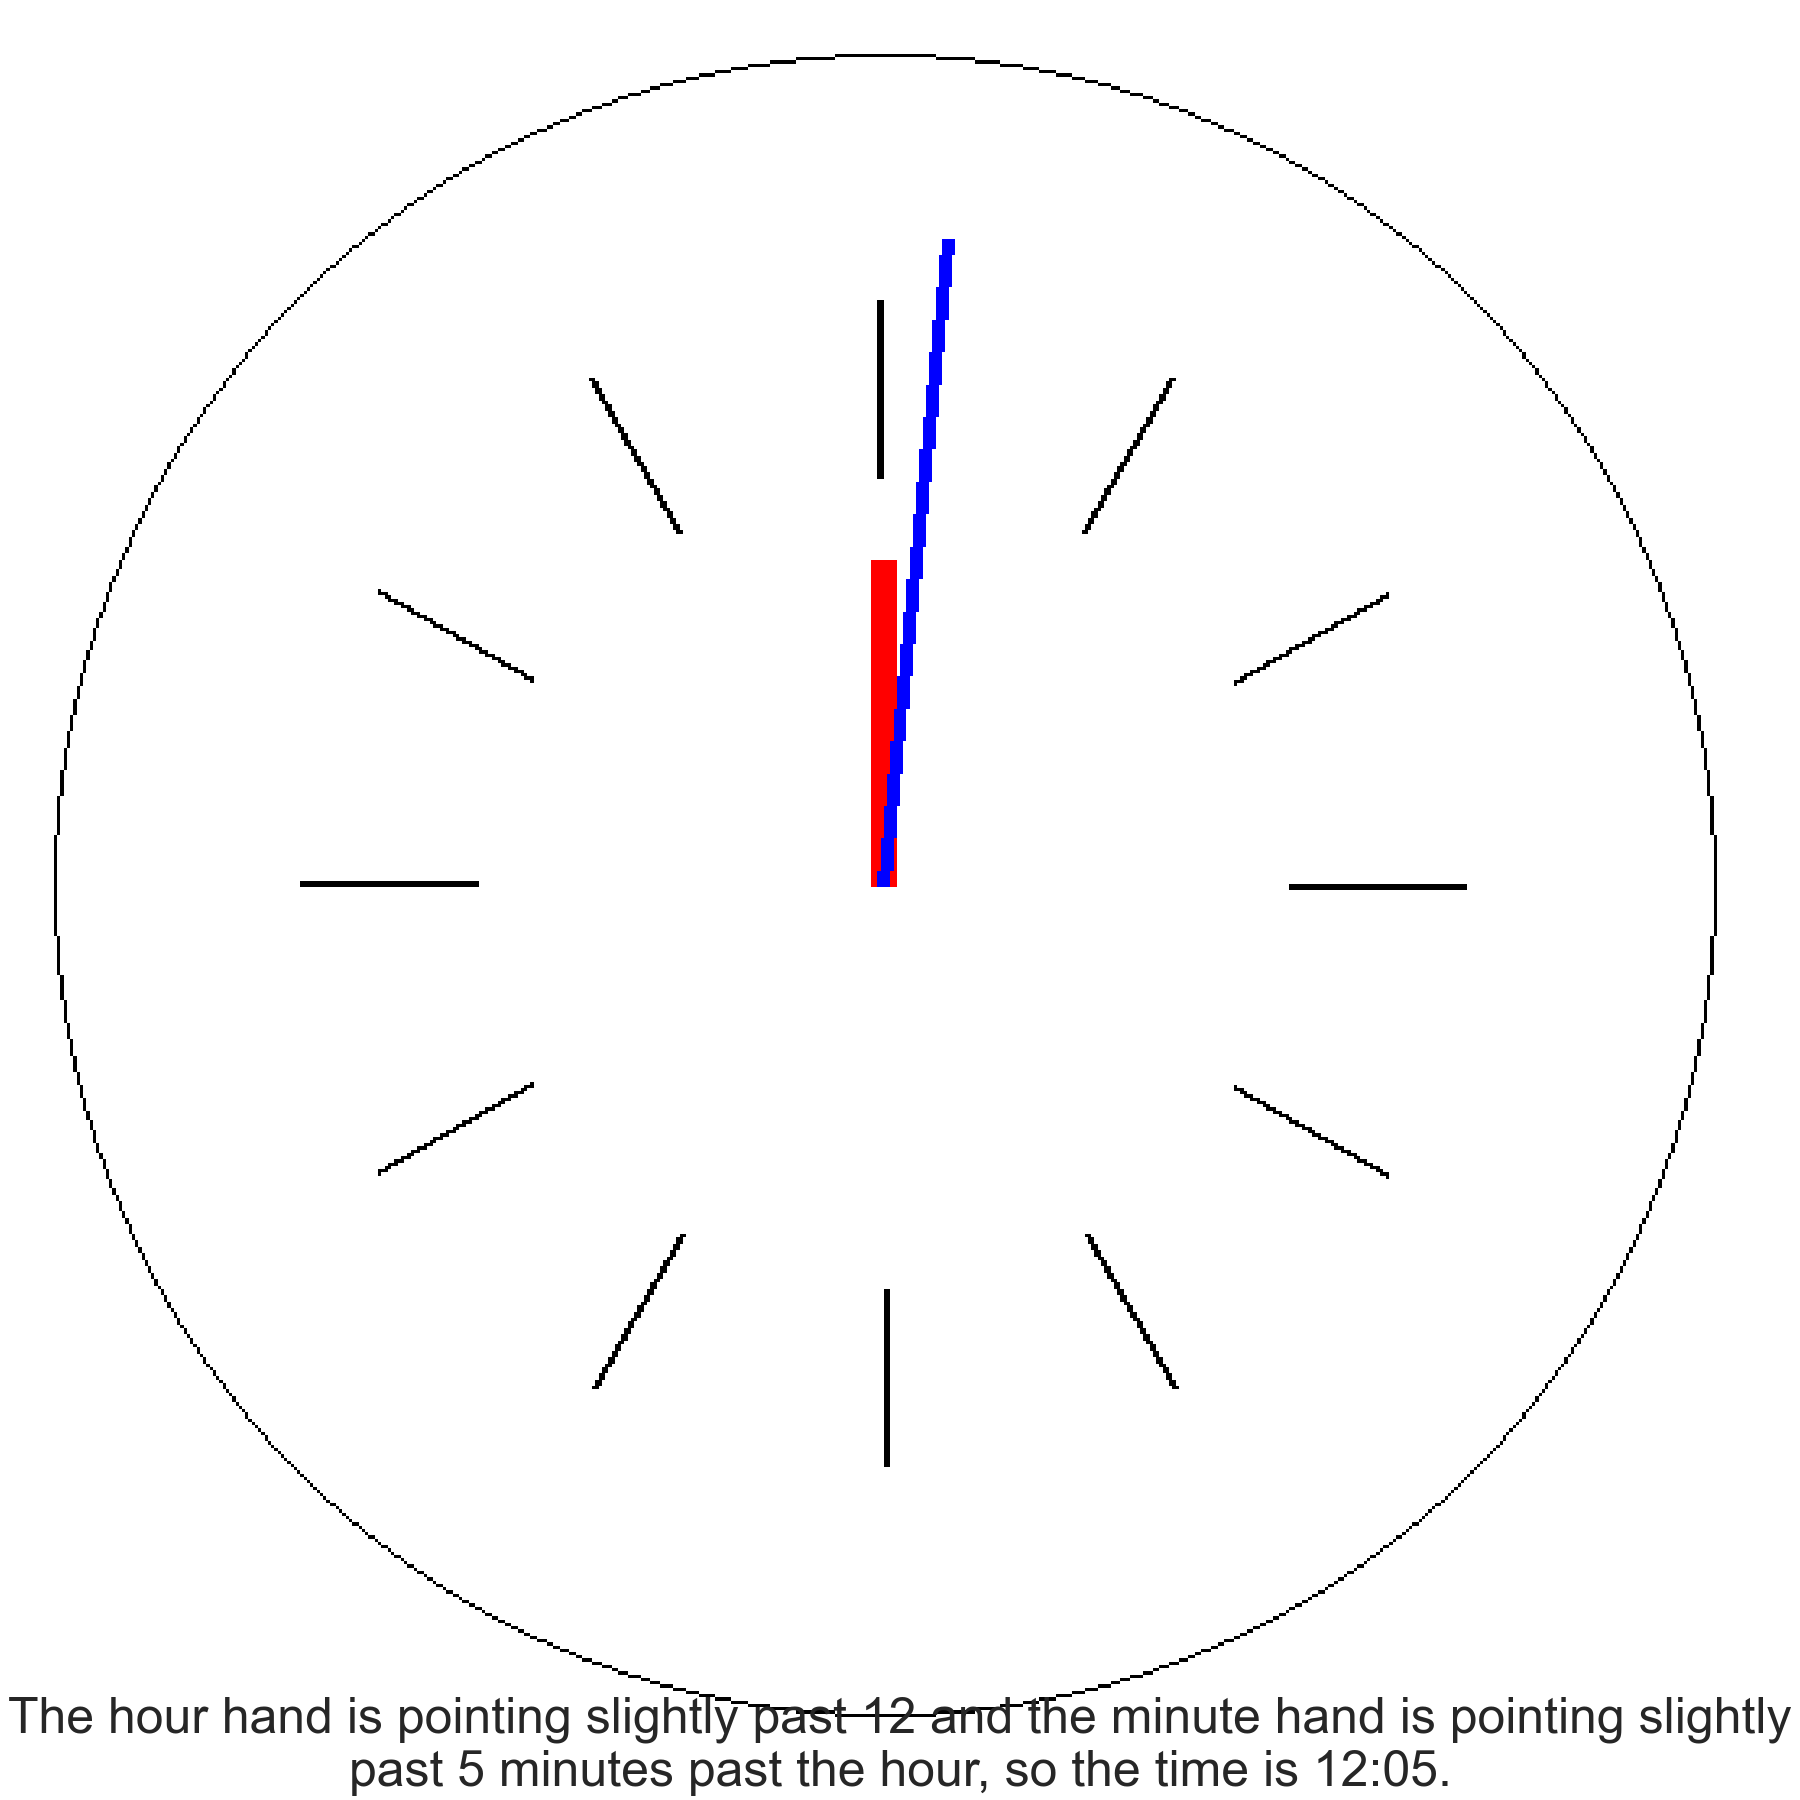 The hour hand is pointing slightly past 12 and the minute hand is pointing slightly
past 5 minutes past the hour, so the time is 12:05.